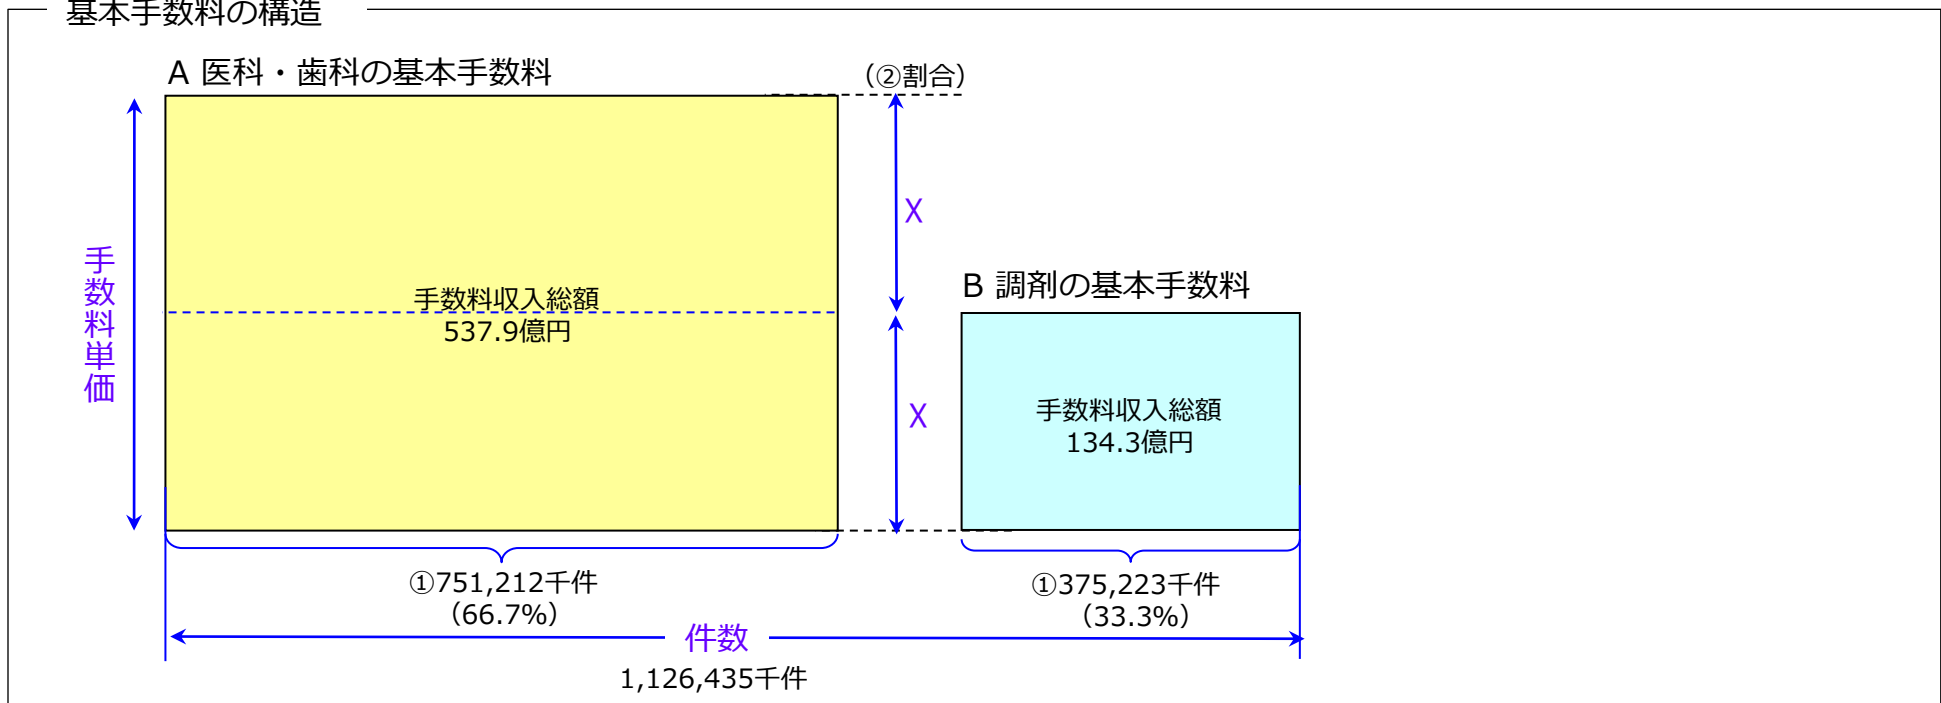 基本手数料の構造
A 医科・歯科の基本手数料
（②割合）
手数料単価
手数料収入総額
537.9億円
X
X
B 調剤の基本手数料
手数料収入総額
134.3億円
①751,212千件
（66.7%）
①375,223千件
（33.3%）
件数
1,126,435千件